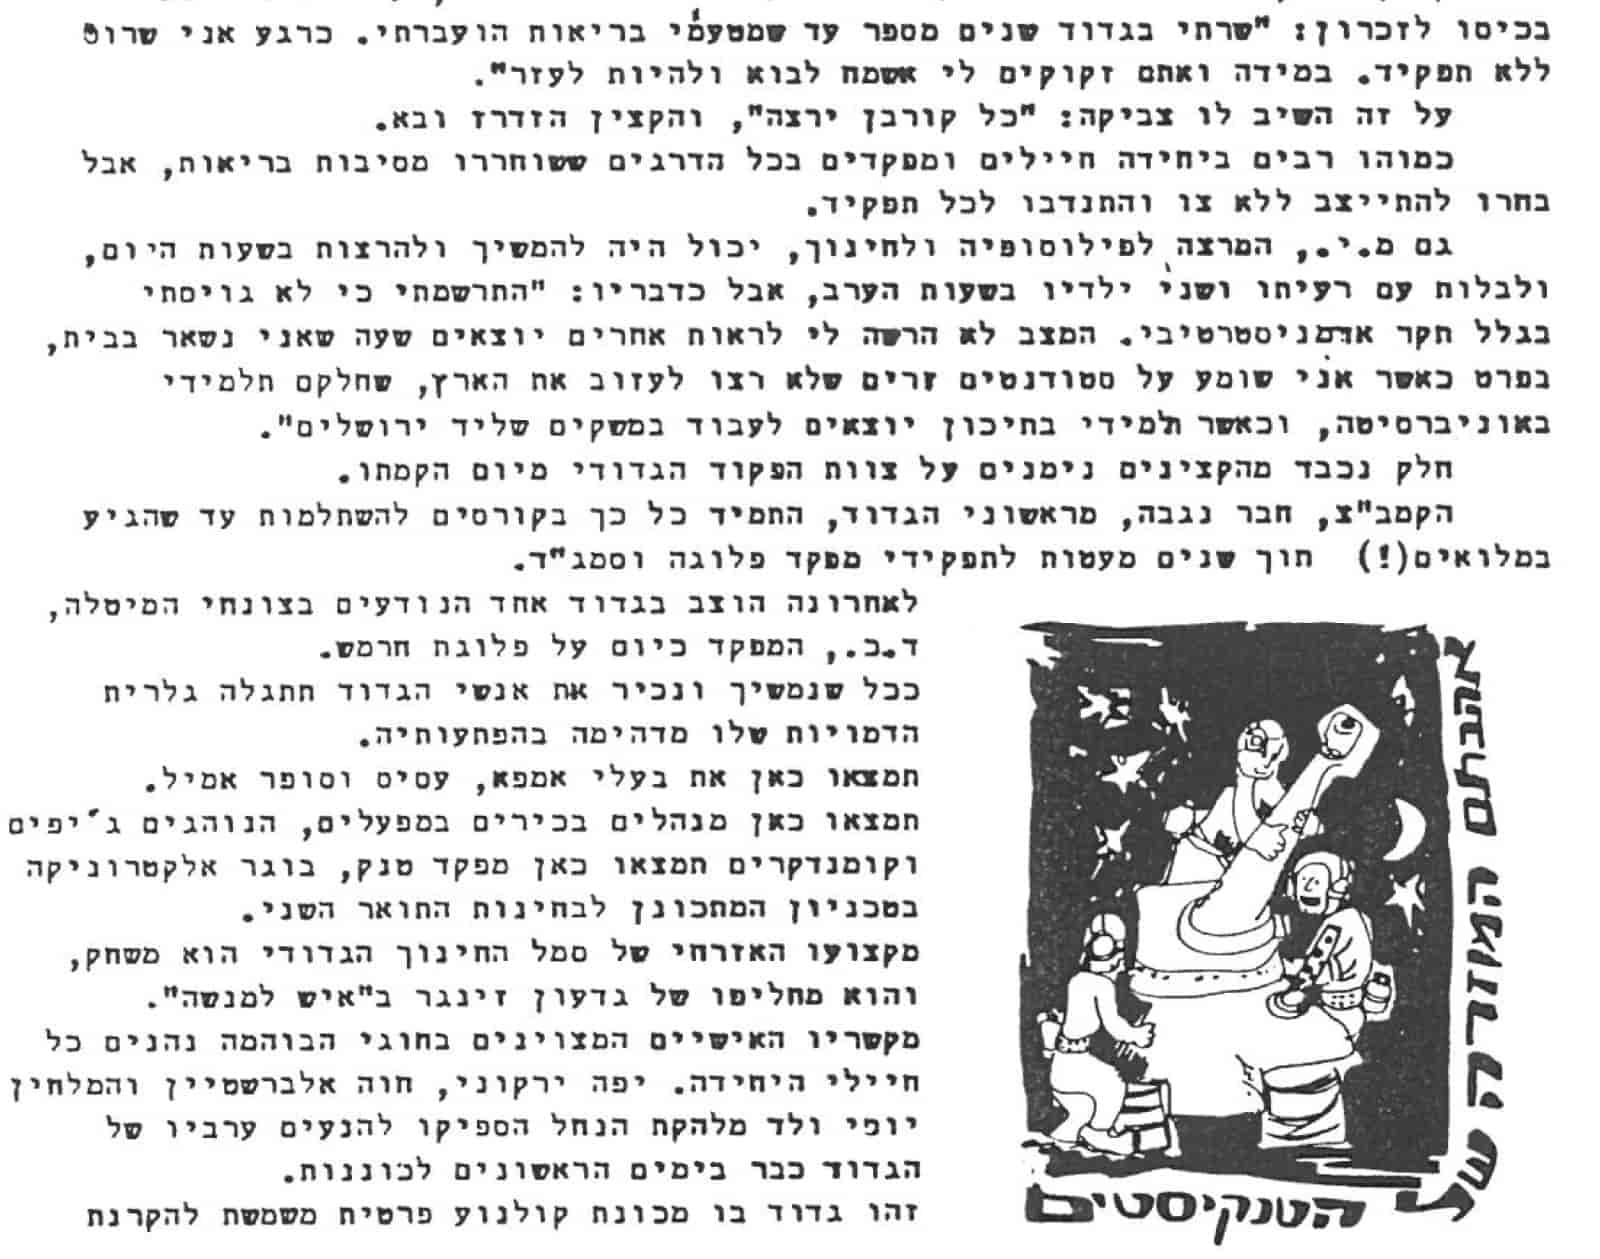 בכיסו לזכרון: "שרתי בגדוד שנים מספר עד שמטעמי בריאות הועברתי. כרגע אני שרוי
ללא תפקיד. במידה ואתם זקוקים לי אשמח לבוא ולהיות לעזר".
על זה השיב לו צביקה: "כל קורבן ירצה", והקצין הזדרז ובא.
כמוהו רבים ביחידה חיילים ומפקדים בכל הדרגים ששוחררו מסיבות בריאות, אבל
בחרו להתייצב ללא צו והתנדבו לכל תפקיד.
גם מ.י., המרצה לפילוסופיה ולחינוך, יכול היה להמשיך ולהרצות בשעות היום,
ולבלות עם רעיתו ושני ילדיו בשעות הערב, אבל כדבריו: "התרשמתי כי לא גויסתי
בגלל תקר אדמניסטרטיבי. המצב לא הרשה לי לראות אחרים יוצאים שעה שאני נשאר בבית,
בפרט כאשר אני שומע על סטודנטים זרים שלא רצו לעזוב את הארץ, שחלקם תלמידי
באוניברסיטה, וכאשר תלמידי בתיכון יוצאים לעבוד במשקים שליד ירושלים".
חלק נכבד מהקצינים נימנים על צוות הפקוד הגדודי מיום הקמתו.
הקמב"צ, חבר נגבה, מראשוני הגדוד, התמיד כל כך בקורסים להשתלמות עד שהגיע
במלואים(!) תוך שנים מעטות לתפקידי מפקד פלוגה וסמג"ד.
לאחרונה הוצב בגדוד אחד הנודעים בצונחי המיטלה,
ד.כ., המפקד כיום על פלוגת חרמש.
ככל שנמשיך ונכיר את אנשי הגדוד תתגלה גלרית
הדמויות שלו מדהימה בהפתעותיה.
תמצאו כאן את בעלי אמפא, עסיס וסופר אמיל.
תמצאו כאן מנהלים בכירים במפעלים, הנוהגים ג'יפים
וקומנדקרים תמצאו כאן מפקד טנק, בוגר אלקטרוניקה
בטכניון המתכונן לבחינות התואר השני.
מקצועו האזרחי של סמל החינוך הגדודי הוא משחק,
והוא מחליפו של גדעון זינגר ב"איש למנשה".
מקשריו האישיים המצוינים בחוגי הבוהמה נהנים כל
חיילי היחידה. יפה ירקוני, חוה אלברשטיין והמלחין
יופי ולד מלהקת הנחל הספיקו להנעים ערביו של
הגדוד כבר בימים הראשונים לכוננות.
זהו גדוד בו מכונת קולנוע פרטית משמשת להקרנת
אהבתם המוזרה של
הטנקיסטים